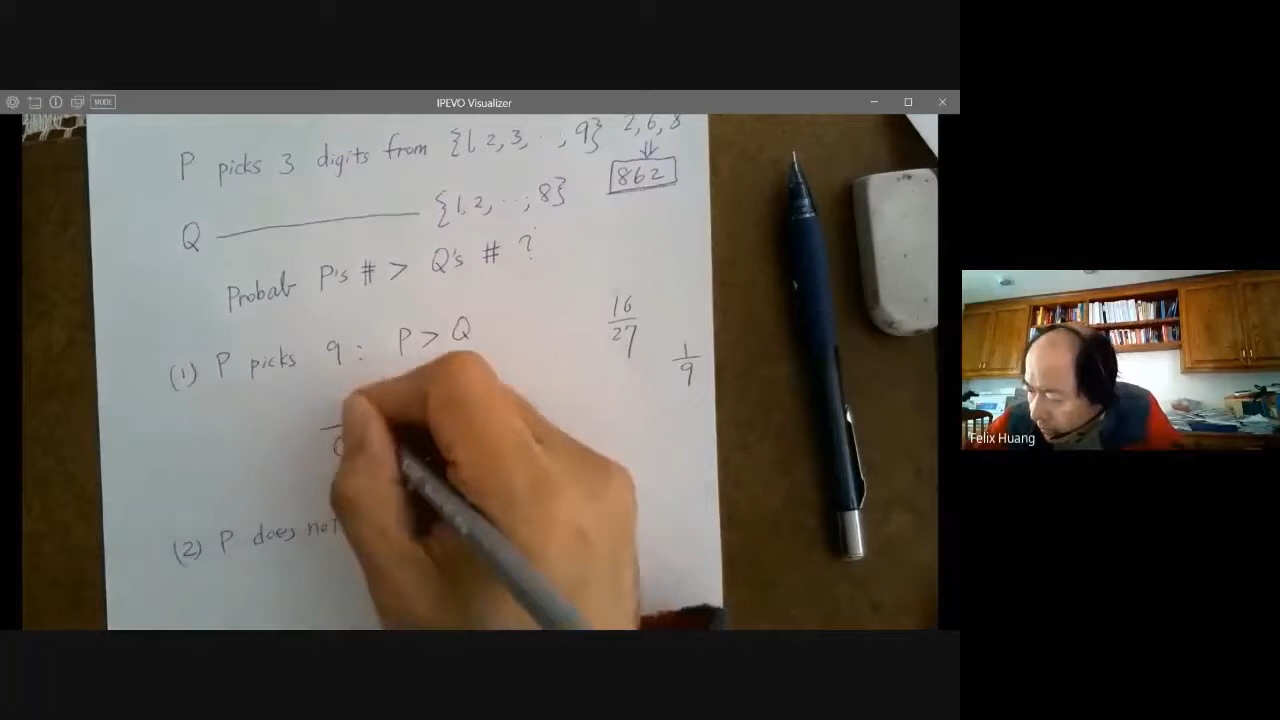 MODE
IPEVO Visualizer
P picks 3 digits from {1, 2, 3, ..., 9} 2, 6, 8
862
Q {1, 2, ..., 8}
Probab P's # > Q's # ?
16
27
1
9
(1) P picks 9 : P > Q
(2) P does not
Felix Huang